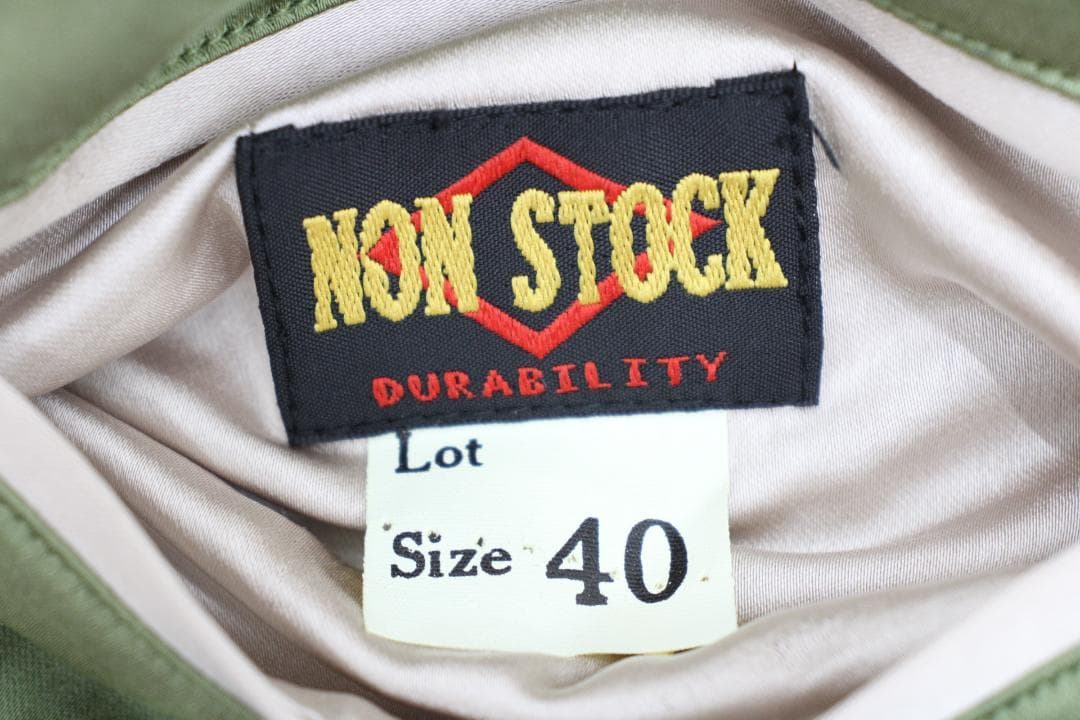 NON STOCK
DURABILITY
Lot
Size 40